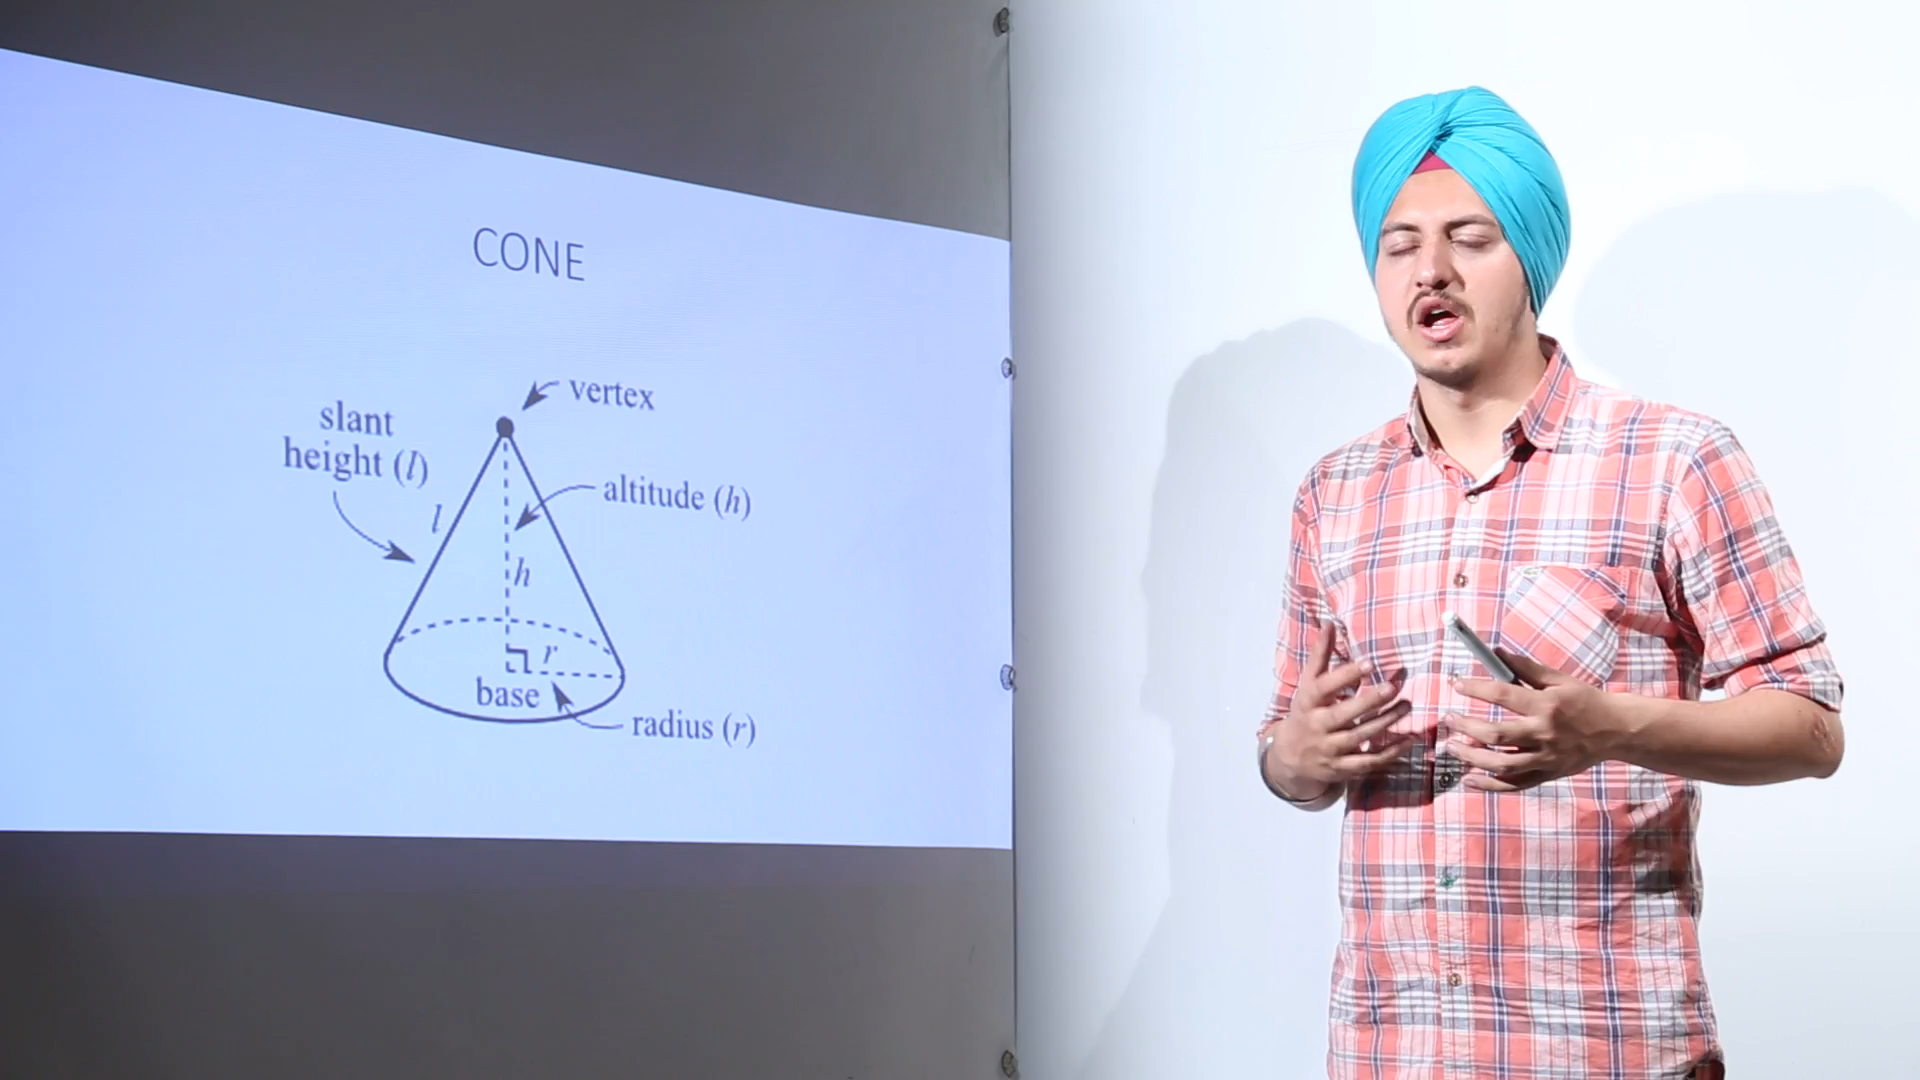 CONE
vertex
slant
height (l)
altitude (h)
l
h
r
base
radius (r)